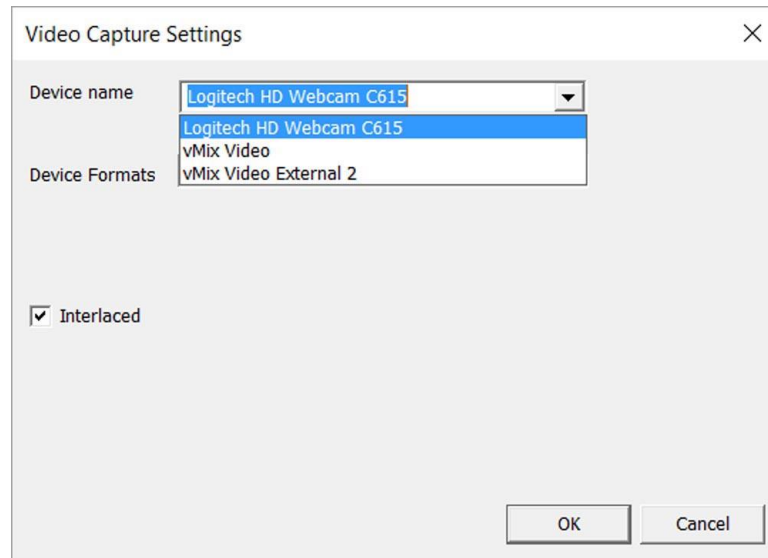 Video Capture Settings
Device name
Logitech HD Webcam C615
Logitech HD Webcam C615
vMix Video
vMix Video External 2
Device Formats
Interlaced
OK
Cancel